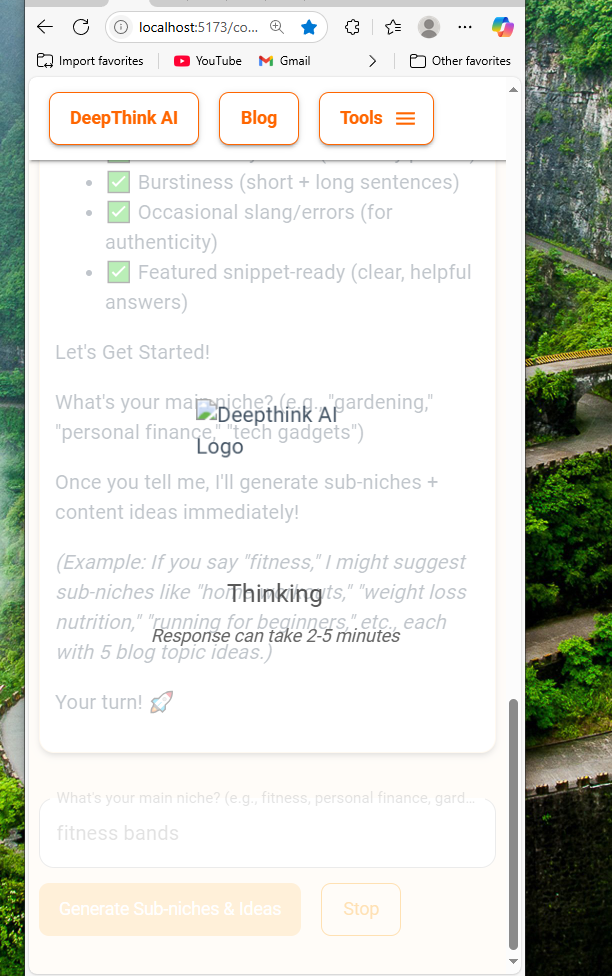 localhost:5173/co...
Import favorites
YouTube
Gmail
Other favorites
DeepThink AI
Blog
Tools
Burstiness (short + long sentences)
Occasional slang/errors (for
authenticity)
Featured snippet-ready (clear, helpful
answers)
Let's Get Started!
What's your main niche? (e.g., "gardening,"
"personal finance," "tech gadgets")
Deepthink AI
Logo
Once you tell me, I'll generate sub-niches +
content ideas immediately!
(Example: If you say "fitness," I might suggest
sub-niches like "home workouts," "weight loss
Thinking
nutrition," "running for beginners," etc., each
Response can take 2-5 minutes
with 5 blog topic ideas.)
Your turn! 🚀
What's your main niche? (e.g., fitness, personal finance, gard...
fitness bands
Generate Sub-niches & Ideas
Stop